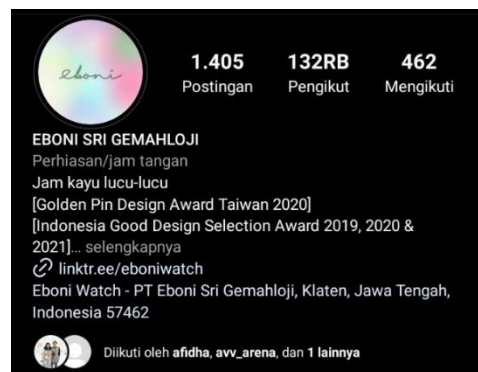 eboni
1.405 132RB 462
Postingan Pengikut Mengikuti
EBONI SRI GEMAHLOJI
Perhiasan/jam tangan
Jam kayu lucu-lucu
[Golden Pin Design Award Taiwan 2020]
[Indonesia Good Design Selection Award 2019, 2020 &
2021]... selengkapnya
linktr.ee/eboniwatch
Eboni Watch - PT Eboni Sri Gemahloji, Klaten, Jawa Tengah,
Indonesia 57462
Diikuti oleh afidha, avv_arena, dan 1 lainnya